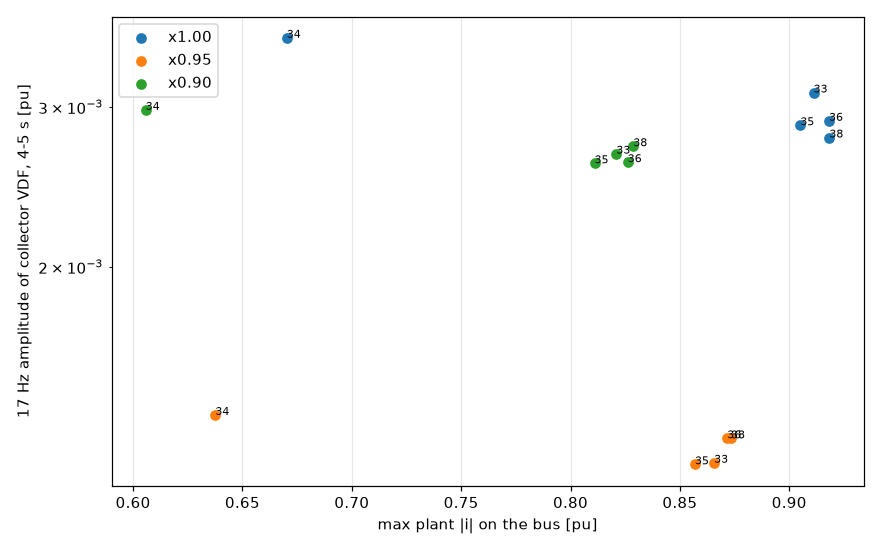 x1.00
x0.95
x0.90
34
33
35
36
38
34
38
33
35
36
34
38
35
33
3 × 10⁻³
2 × 10⁻³
17 Hz amplitude of collector VDF, 4-5 s [pu]
0.60 0.65 0.70 0.75 0.80 0.85 0.90
max plant |i| on the bus [pu]